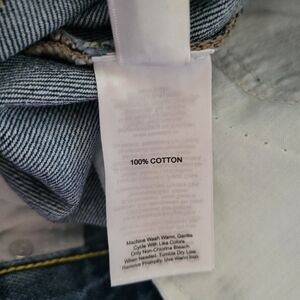 100% COTTON
Machine Wash Warm, Gentle
Cycle With Like Colors
Only Non-Chlorine Bleach
When Needed, Tumble Dry Low,
Remove Promptly, Use Warm Iron